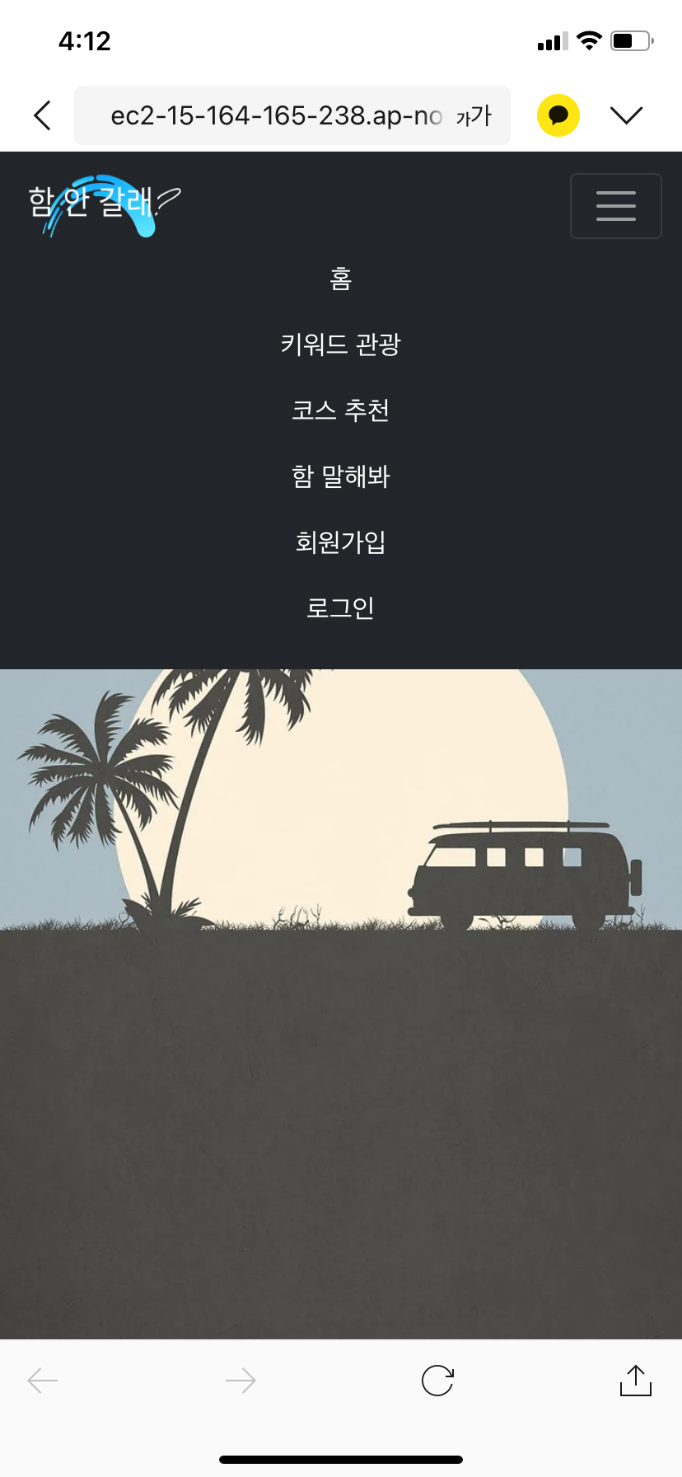 4:12
ec2-15-164-165-238.ap-no
가가
함 안 갈래?
홈
키워드 관광
코스 추천
함 말해봐
회원가입
로그인